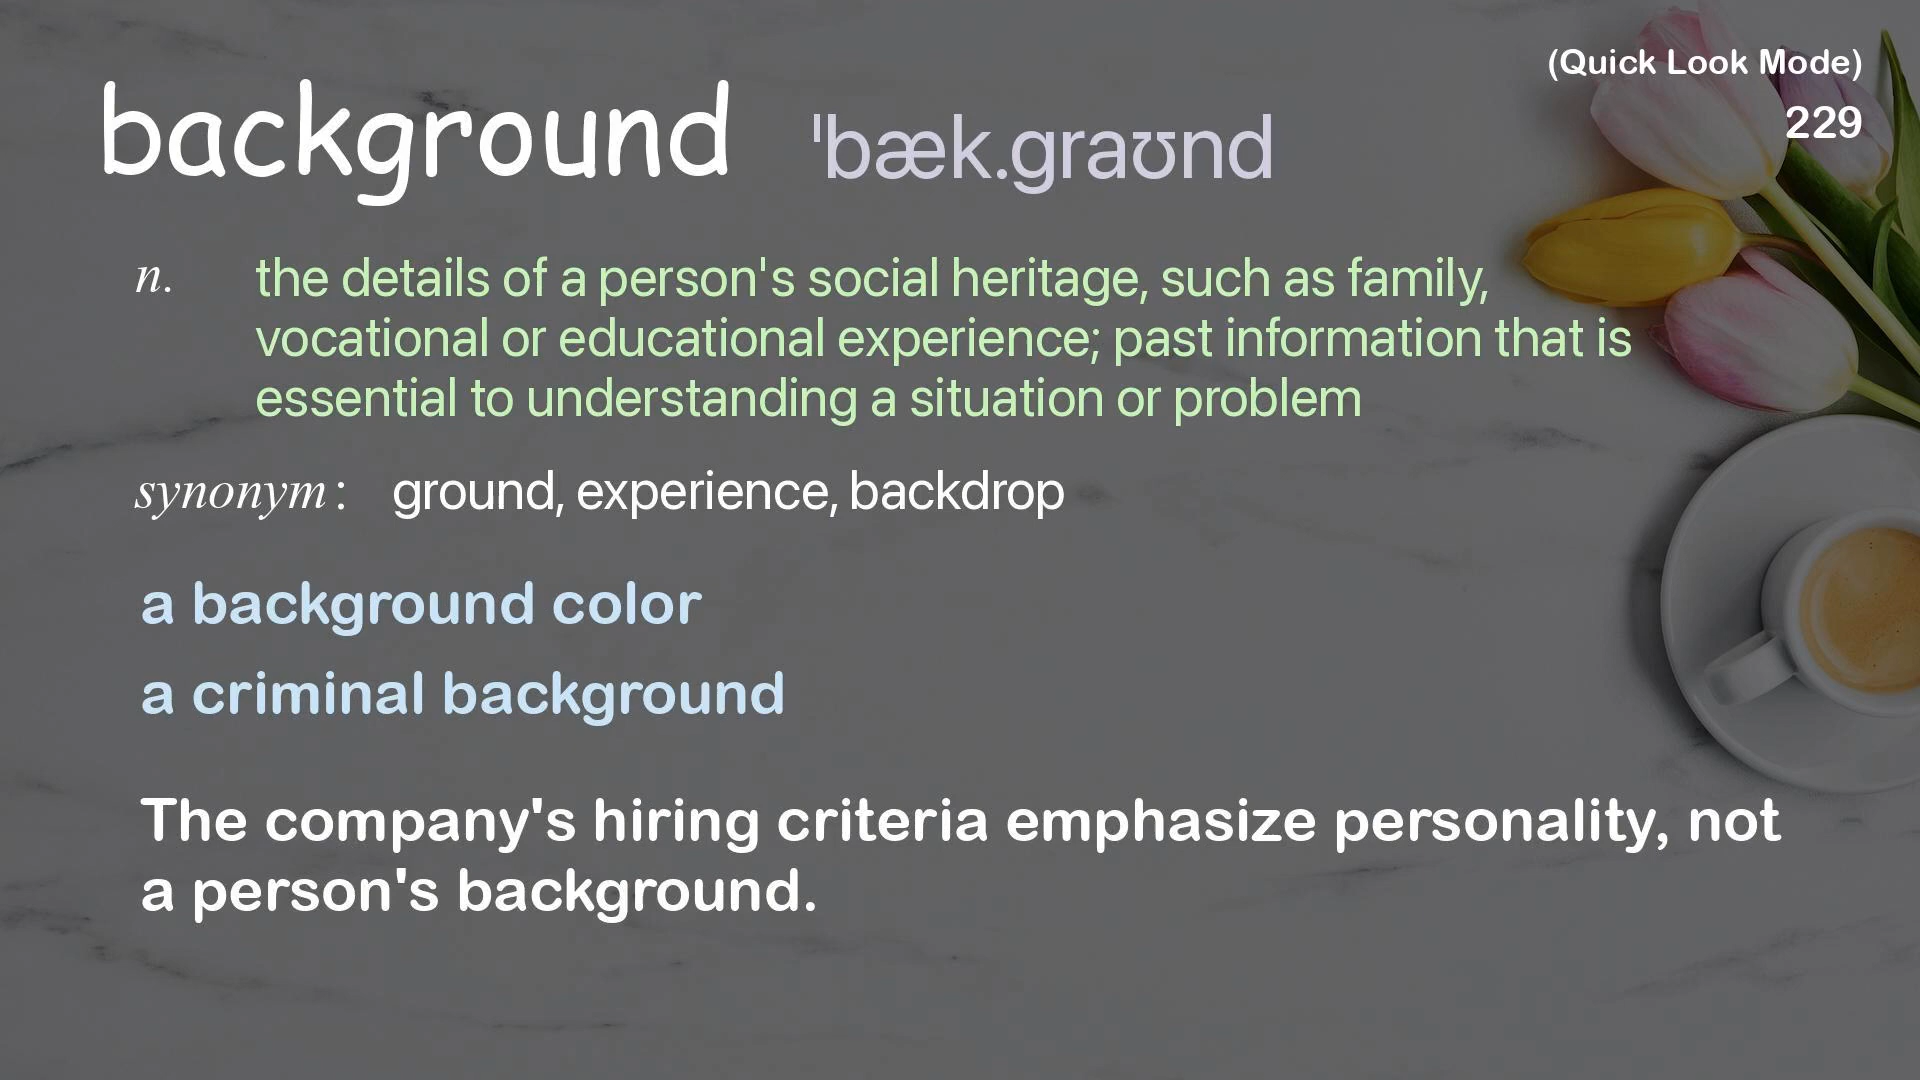 (Quick Look Mode)
229
background ˈbæk.graʊnd
n. the details of a person's social heritage, such as family,
vocational or educational experience; past information that is
essential to understanding a situation or problem
synonym : ground, experience, backdrop
a background color
a criminal background
The company's hiring criteria emphasize personality, not
a person's background.